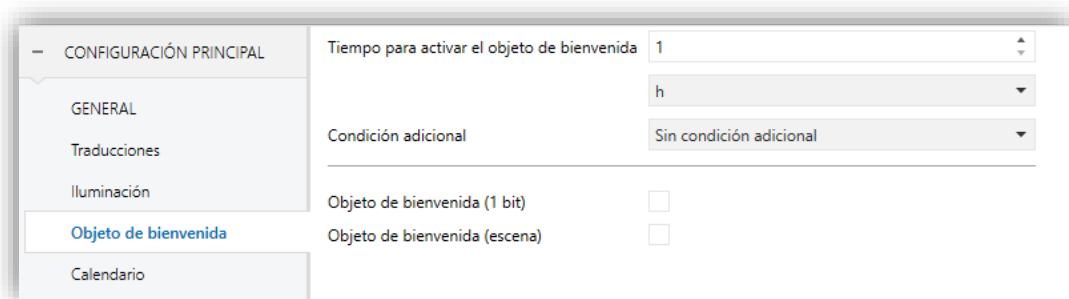 CONFIGURACIÓN PRINCIPAL
GENERAL
Traducciones
Iluminación
Objeto de bienvenida
Calendario
Tiempo para activar el objeto de bienvenida 1
h
Condición adicional Sin condición adicional
Objeto de bienvenida (1 bit)
Objeto de bienvenida (escena)